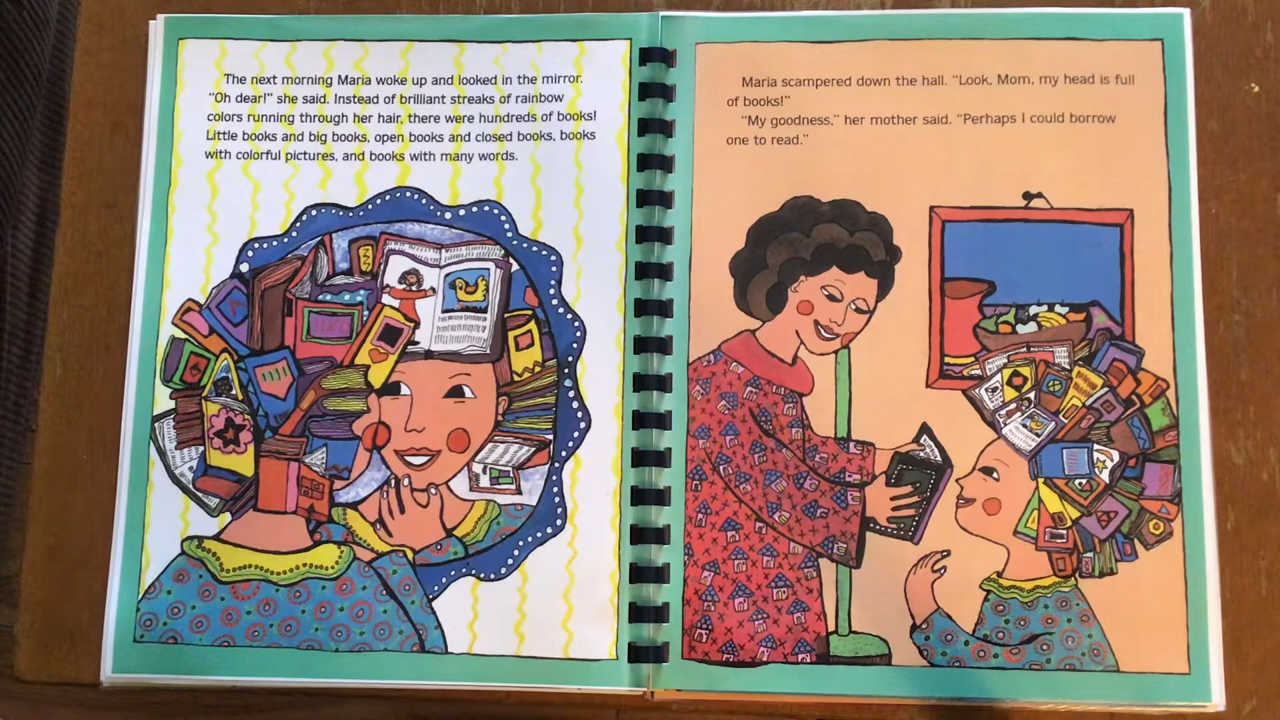 The next morning Maria woke up and looked in the mirror.
"Oh dear!" she said. Instead of brilliant streaks of rainbow
colors running through her hair, there were hundreds of books!
Little books and big books, open books and closed books, books
with colorful pictures, and books with many words.
Maria scampered down the hall. "Look, Mom, my head is full
of books!"
"My goodness," her mother said. "Perhaps I could borrow
one to read."